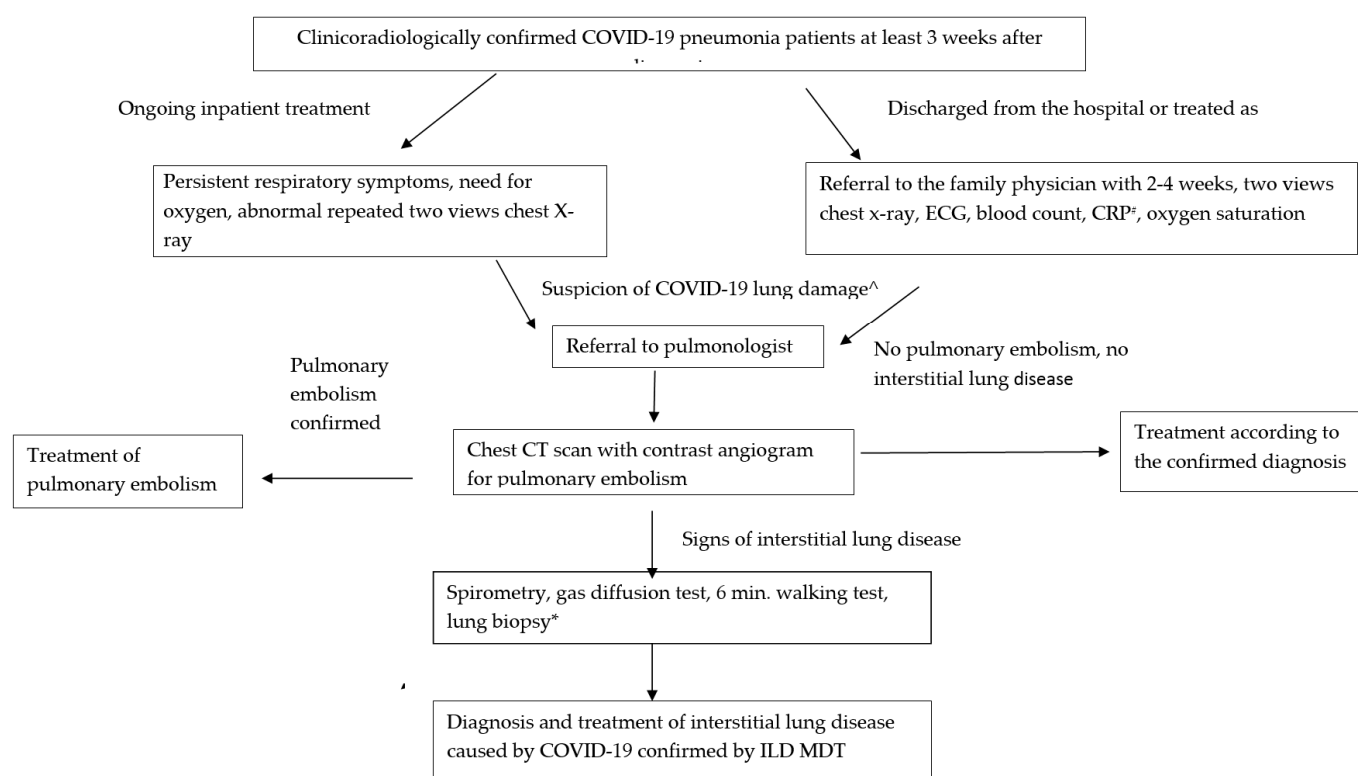 Clinicoradiologically confirmed COVID-19 pneumonia patients at least 3 weeks after
Ongoing inpatient treatment
Discharged from the hospital or treated as
Persistent respiratory symptoms, need for
oxygen, abnormal repeated two views chest X-
ray
Referral to the family physician with 2-4 weeks, two views
chest x-ray, ECG, blood count, CRP#, oxygen saturation
Suspicion of COVID-19 lung damage^
Referral to pulmonologist
No pulmonary embolism, no
interstitial lung disease
Pulmonary
embolism
confirmed
Treatment of
pulmonary embolism
Chest CT scan with contrast angiogram
for pulmonary embolism
Treatment according to
the confirmed diagnosis
Signs of interstitial lung disease
Spirometry, gas diffusion test, 6 min. walking test,
lung biopsy*
Diagnosis and treatment of interstitial lung disease
caused by COVID-19 confirmed by ILD MDT